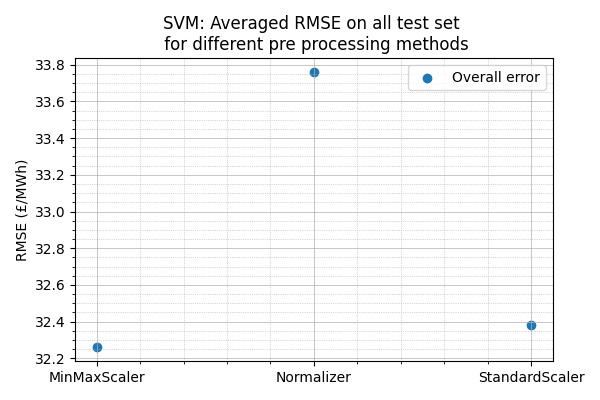 SVM: Averaged RMSE on all test set
for different pre processing methods
33.8
33.6
33.4
33.2
33.0
32.8
32.6
32.4
32.2
RMSE (£/MWh)
Overall error
MinMaxScaler
Normalizer
StandardScaler